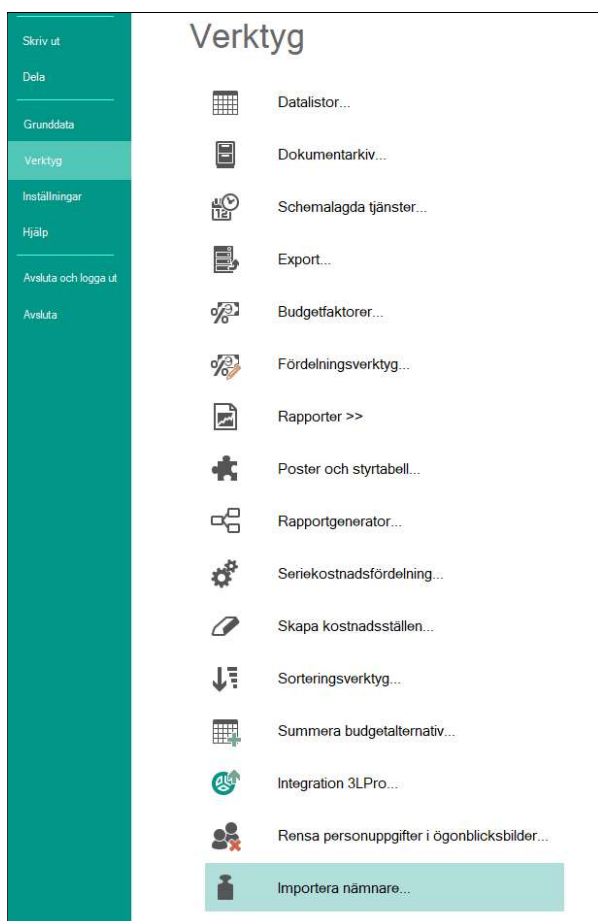 Skriv ut
Dela
Grunddata
Verktyg
Inställningar
Hjälp
Avsluta och logga ut
Avsluta
Verktyg
Datalistor...
Dokumentarkiv...
Schemalagda tjänster...
Export...
Budgetfaktorer...
Fördelningsverktyg...
Rapporter >>
Poster och styrtabell...
Rapportgenerator...
Seriekostnadsfördelning...
Skapa kostnadsställen...
Sorteringsverktyg...
Summera budgetalternativ...
Integration 3LPro...
Rensa personuppgifter i ögonblicksbilder...
Importera nämnare...